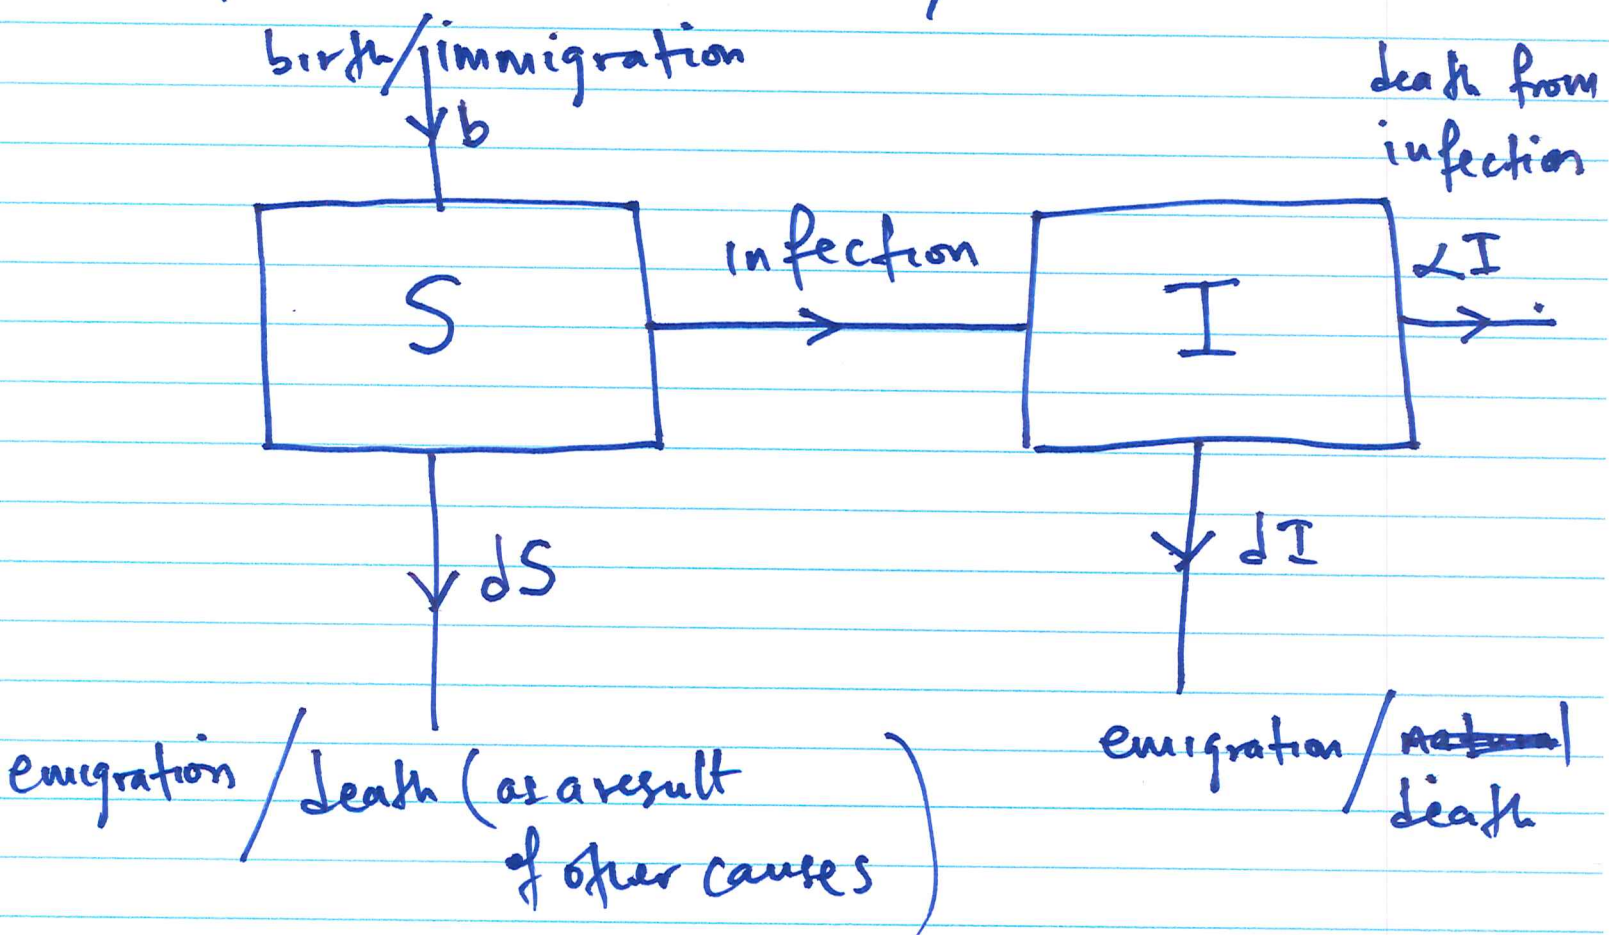 birth/immigration
b
death from
infection
S
infection
I
αI
dS
dI
emigration / death (as a result
of other causes)
emigration / death